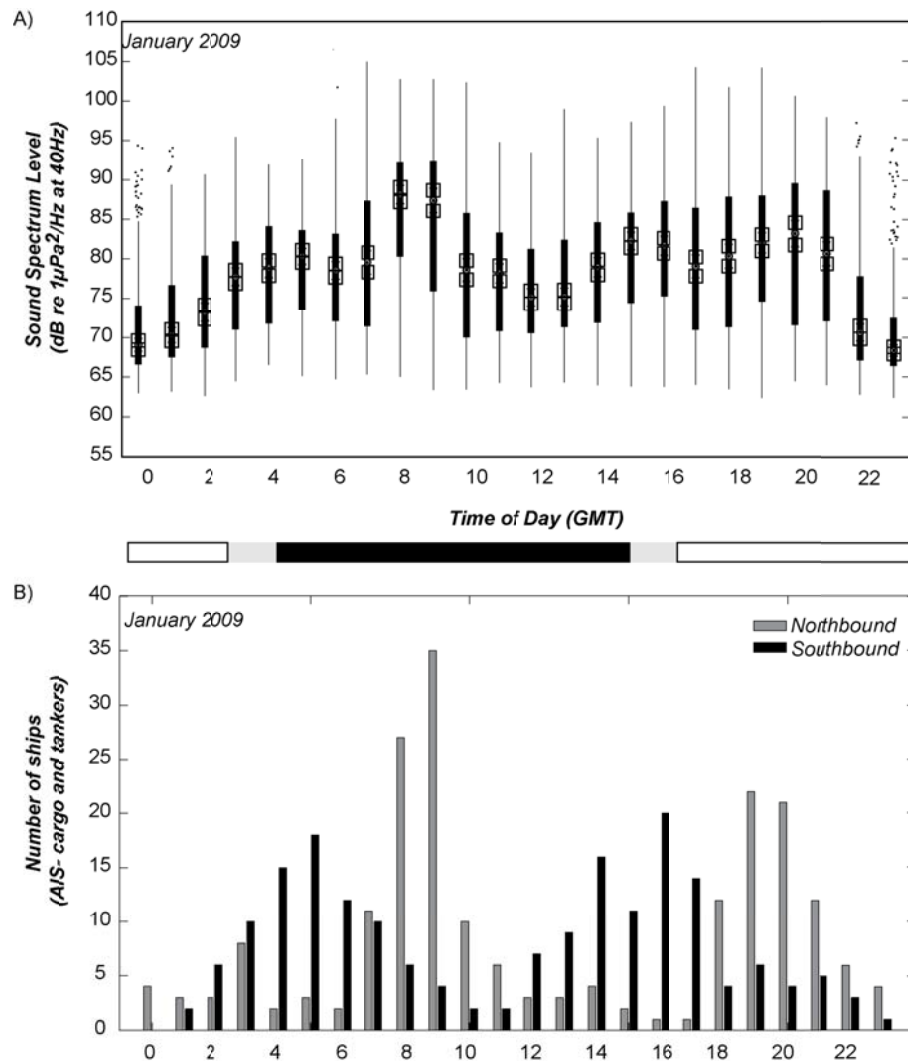 A)
January 2009
110
105
100
95
90
85
80
75
70
65
60
55
Sound Spectrum Level
(dB re 1µPa²/Hz at 40Hz)
0 2 4 6 8 10 12 14 16 18 20 22
Time of Day (GMT)
B)
January 2009
Northbound
Southbound
40
35
30
25
20
15
10
5
0
Number of ships
(AIS- cargo and tankers)
0 2 4 6 8 10 12 14 16 18 20 22